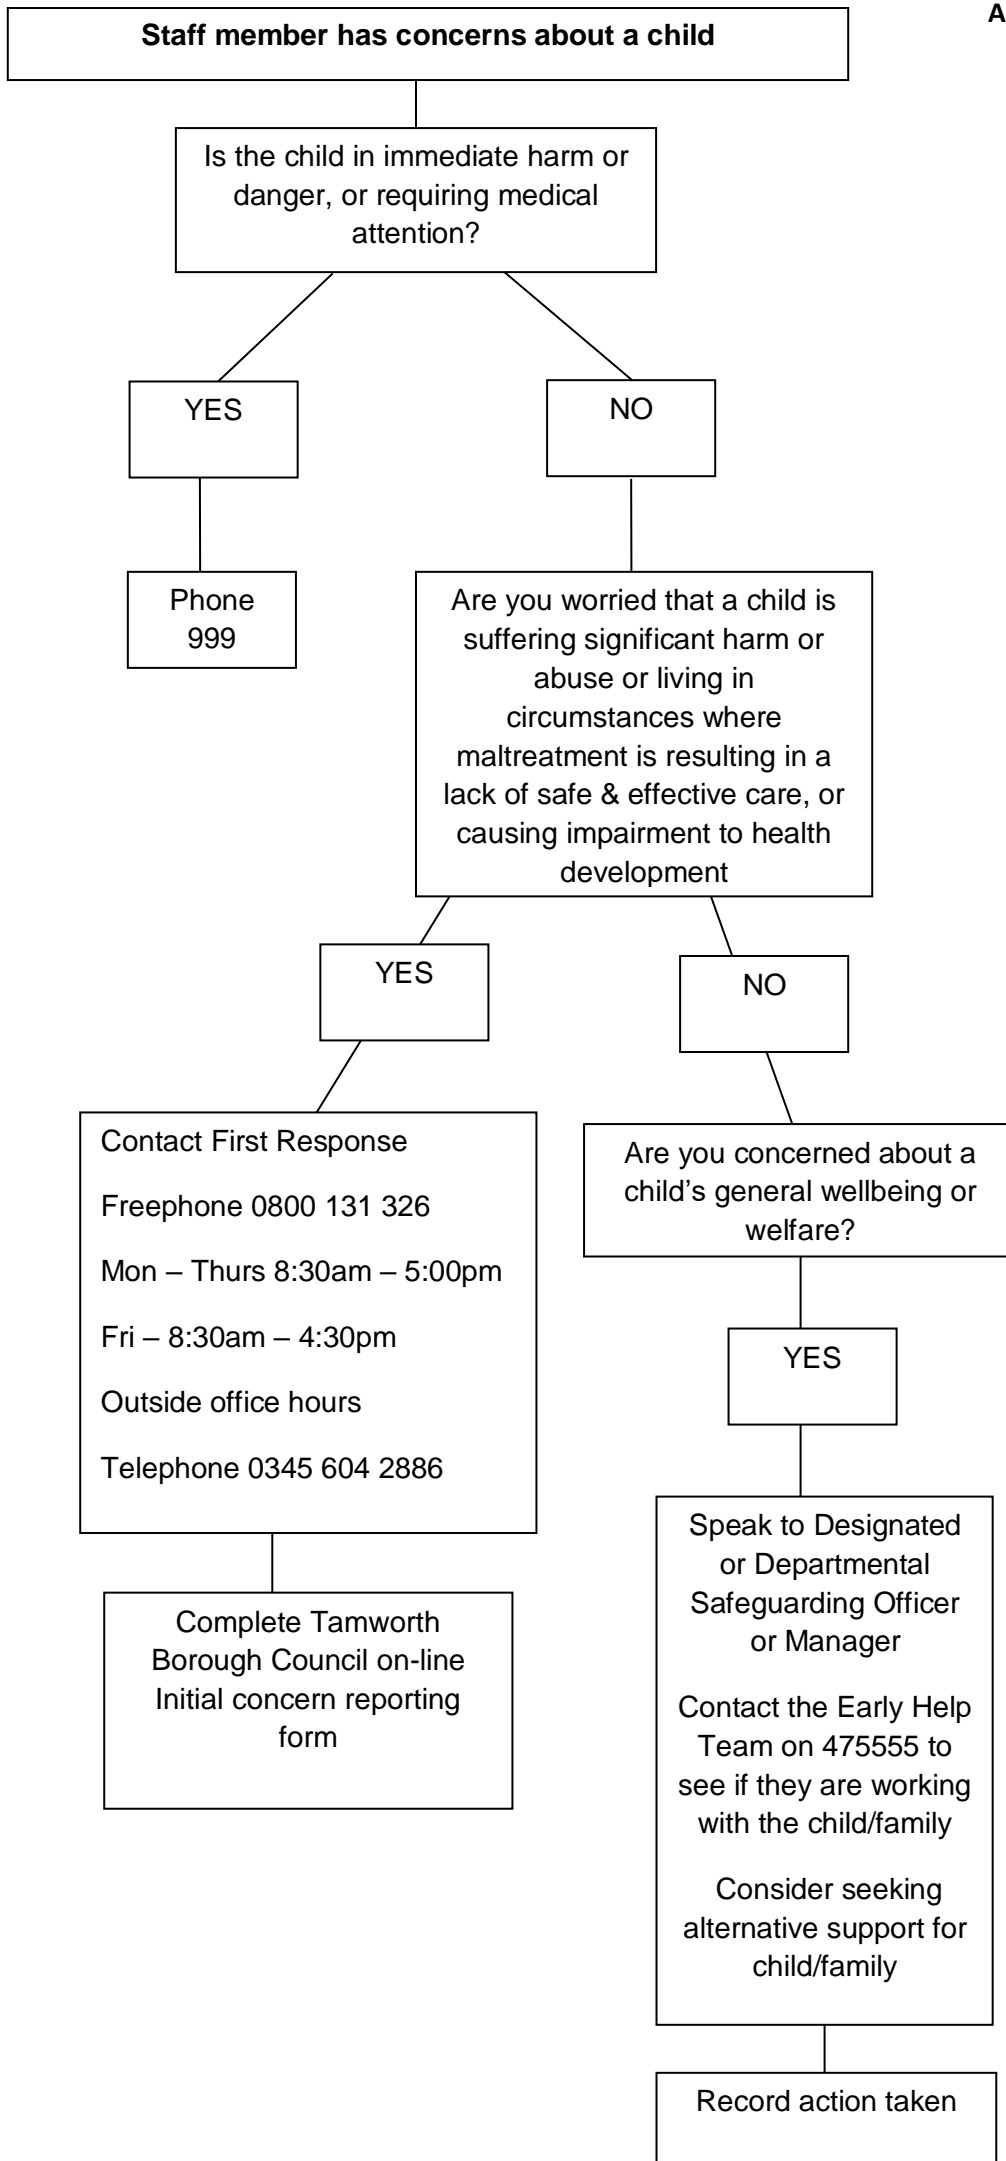 A
Staff member has concerns about a child
Is the child in immediate harm or
danger, or requiring medical
attention?
YES
NO
Phone
999
Are you worried that a child is
suffering significant harm or
abuse or living in
circumstances where
maltreatment is resulting in a
lack of safe & effective care, or
causing impairment to health
development
YES
NO
Contact First Response
Freephone 0800 131 326
Mon – Thurs 8:30am – 5:00pm
Fri – 8:30am – 4:30pm
Outside office hours
Telephone 0345 604 2886
Are you concerned about a
child's general wellbeing or
welfare?
YES
Complete Tamworth
Borough Council on-line
Initial concern reporting
form
Speak to Designated
or Departmental
Safeguarding Officer
or Manager
Contact the Early Help
Team on 475555 to
see if they are working
with the child/family
Consider seeking
alternative support for
child/family
Record action taken